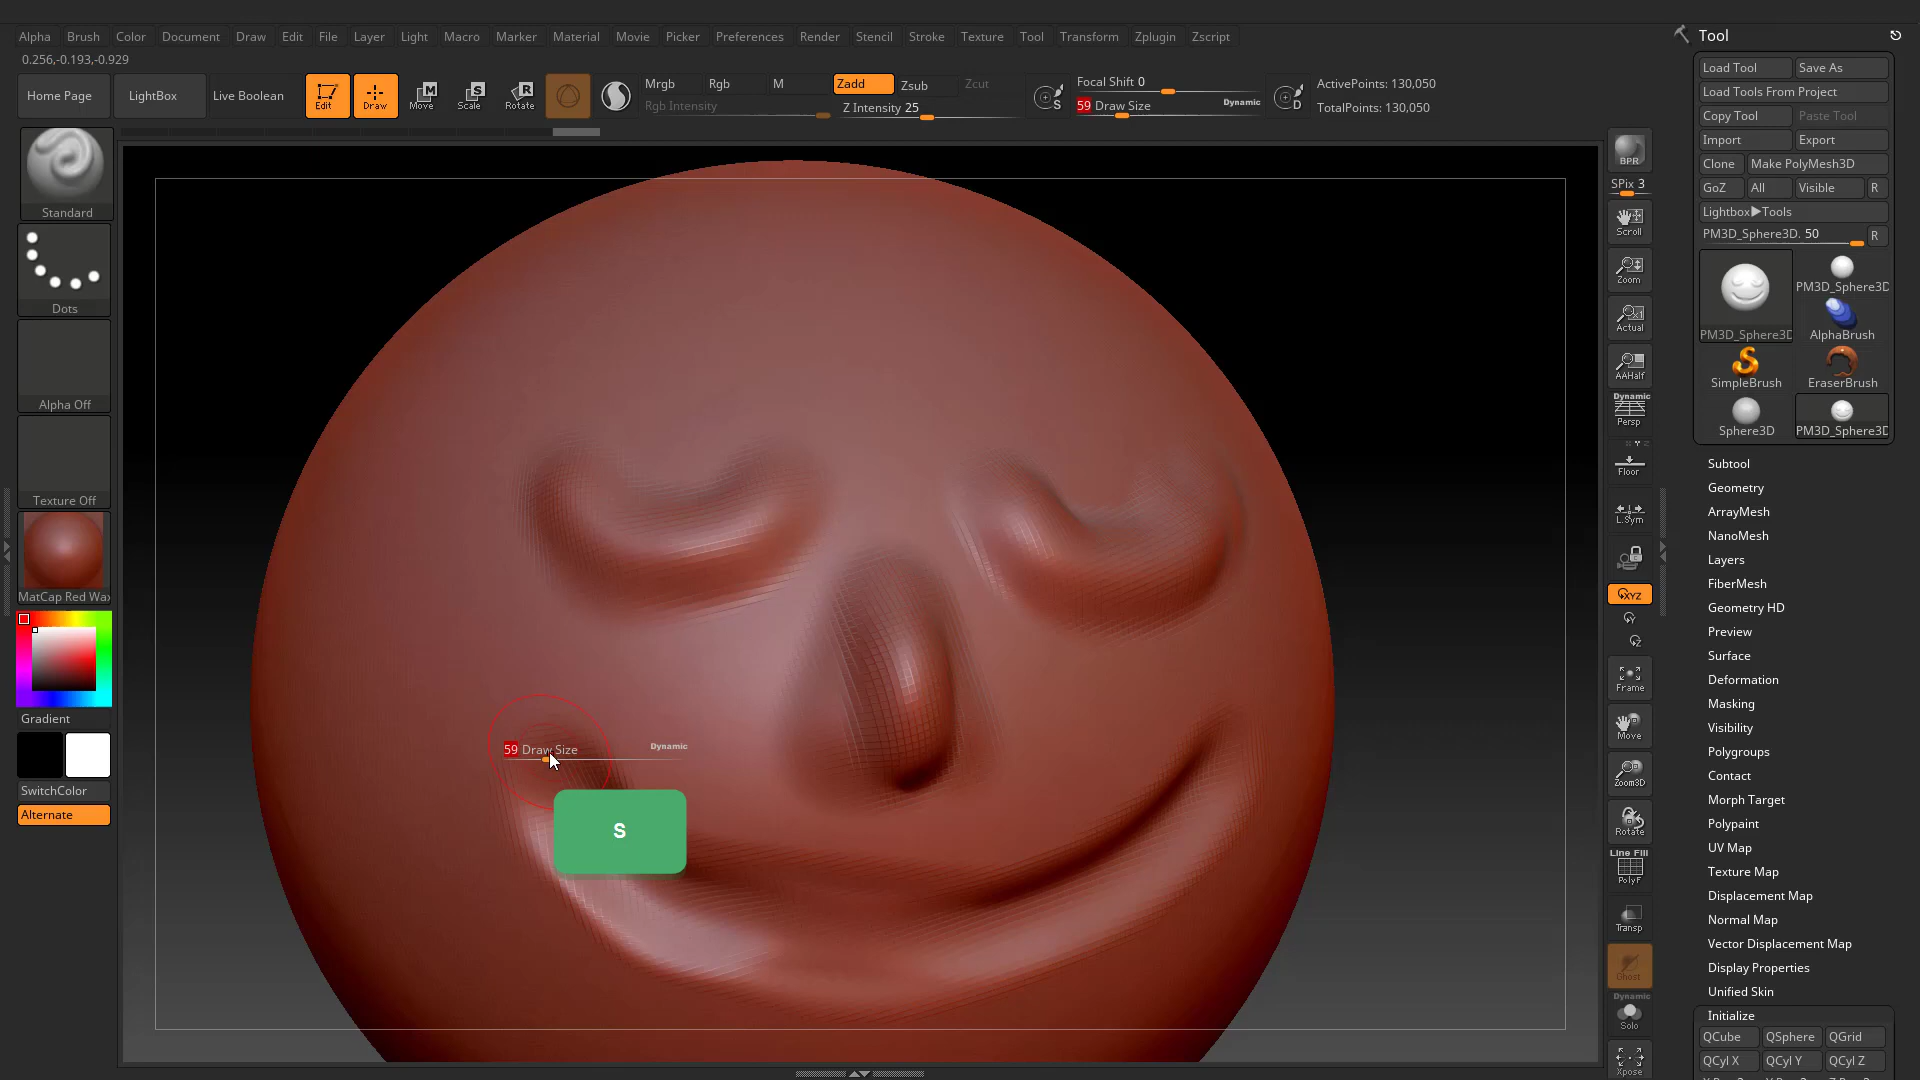 Alpha Brush Color Document Draw Edit File Layer Light Macro Marker Material Movie Picker Preferences Render Stencil Stroke Texture Tool Transform Zplugin Zscript
0.256,-0.193,-0.929
Home Page LightBox Live Boolean Edit Draw Move Scale Rotate
Mrgb Rgb M Zadd Zsub Zcut
Rgb Intensity Z Intensity 25
Focal Shift 0
59 Draw Size Dynamic
ActivePoints: 130,050
TotalPoints: 130,050
Standard
Dots
Alpha Off
Texture Off
MatCap Red Wax
Gradient
SwitchColor
Alternate
59 Draw Size Dynamic
S
BPR
SPix 3
Scroll
Zoom
Actual
AAHalf
Dynamic
Persp
Floor
L.Sym
XYZ
Y
Z
Frame
Move
Zoom3D
Rotate
Line Fill
PolyF
Transp
Ghost
Dynamic
Solo
Xpose
Tool
Load Tool Save As
Load Tools From Project
Copy Tool Paste Tool
Import Export
Clone Make PolyMesh3D
GoZ All Visible R
Lightbox▶Tools
PM3D_Sphere3D. 50 R
PM3D_Sphere3D
PM3D_Sphere3D AlphaBrush
SimpleBrush EraserBrush
Sphere3D PM3D_Sphere3D
Subtool
Geometry
ArrayMesh
NanoMesh
Layers
FiberMesh
Geometry HD
Preview
Surface
Deformation
Masking
Visibility
Polygroups
Contact
Morph Target
Polypaint
UV Map
Texture Map
Displacement Map
Normal Map
Vector Displacement Map
Display Properties
Unified Skin
Initialize
QCube QSphere QGrid
QCyl X QCyl Y QCyl Z